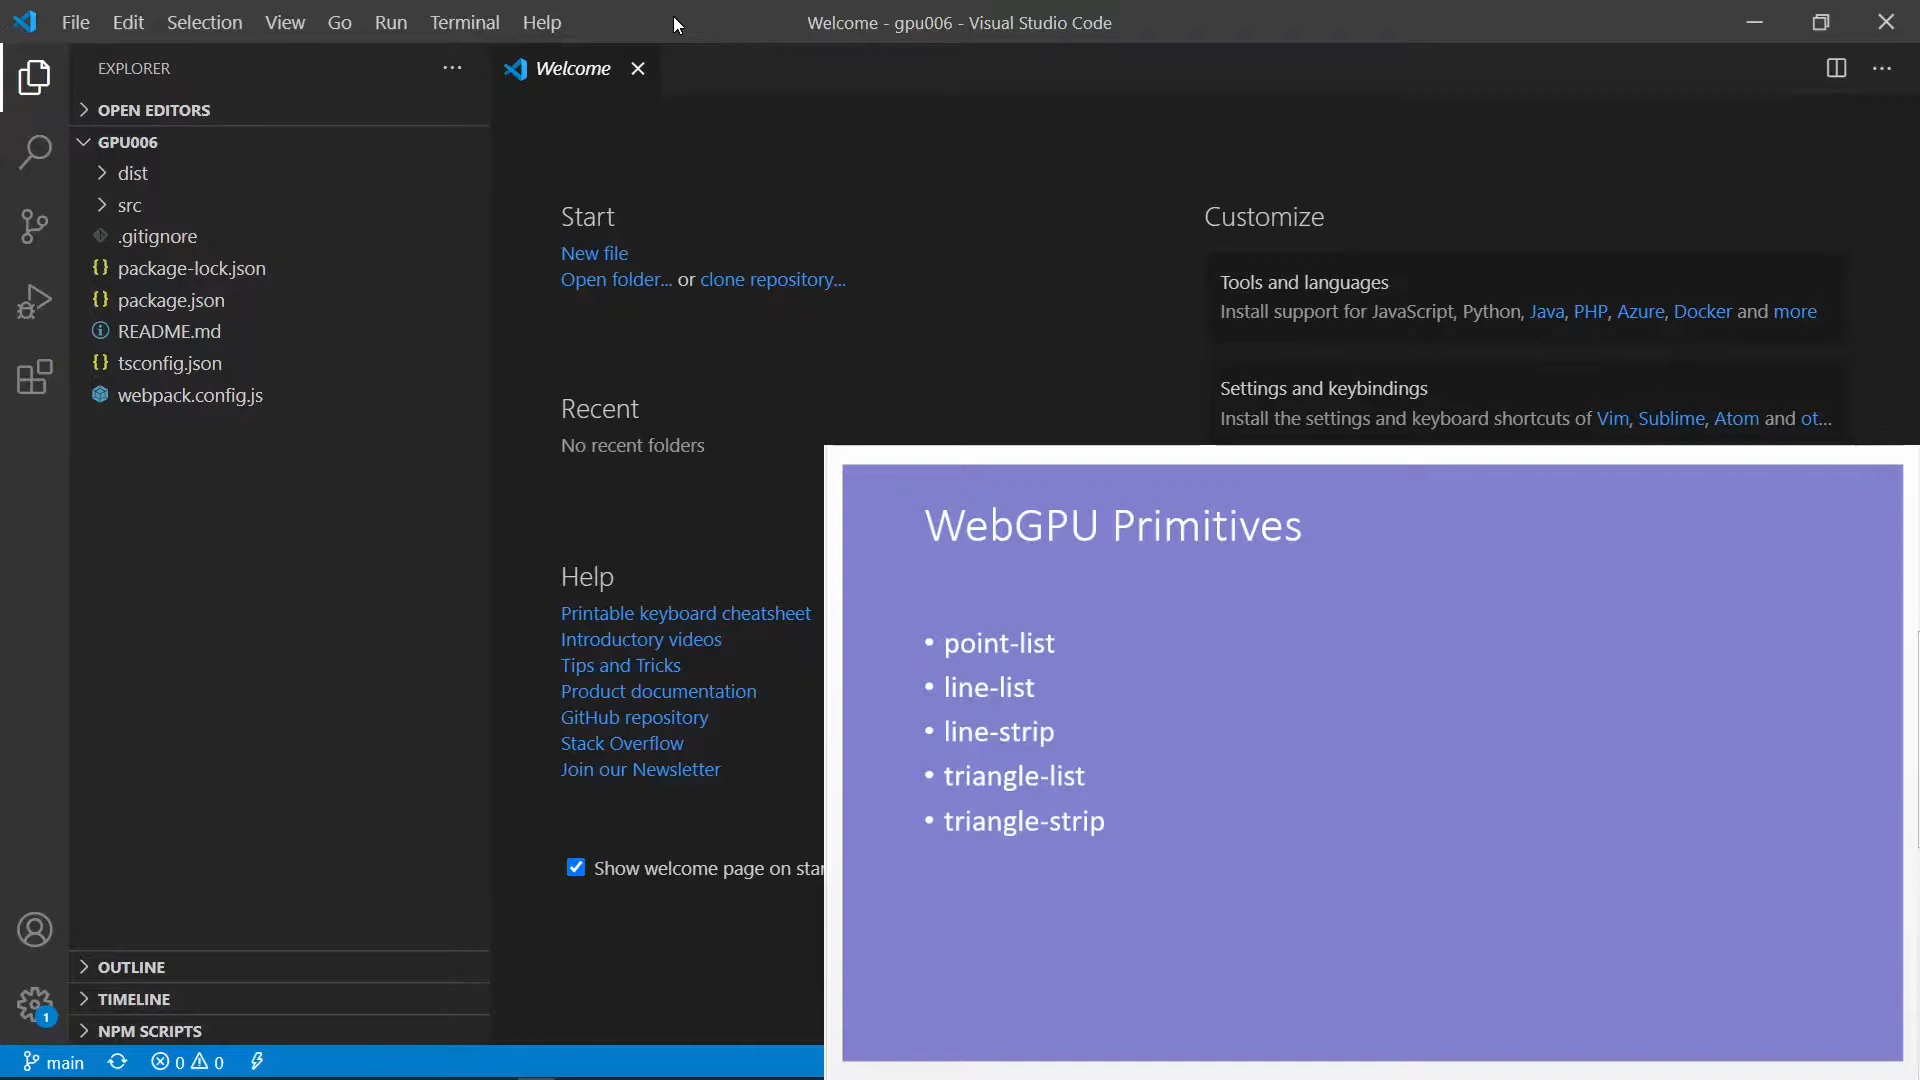 File Edit Selection View Go Run Terminal Help
Welcome - gpu006 - Visual Studio Code
EXPLORER
OPEN EDITORS
GPU006
dist
src
.gitignore
package-lock.json
package.json
README.md
tsconfig.json
webpack.config.js
OUTLINE
TIMELINE
NPM SCRIPTS
1
main 0 0
Welcome
Start
New file
Open folder... or clone repository...
Recent
No recent folders
Help
Printable keyboard cheatsheet
Introductory videos
Tips and Tricks
Product documentation
GitHub repository
Stack Overflow
Join our Newsletter
Show welcome page on
Customize
Tools and languages
Install support for JavaScript, Python, Java, PHP, Azure, Docker and more
Settings and keybindings
Install the settings and keyboard shortcuts of Vim, Sublime, Atom and ot...
WebGPU Primitives
• point-list
• line-list
• line-strip
• triangle-list
• triangle-strip